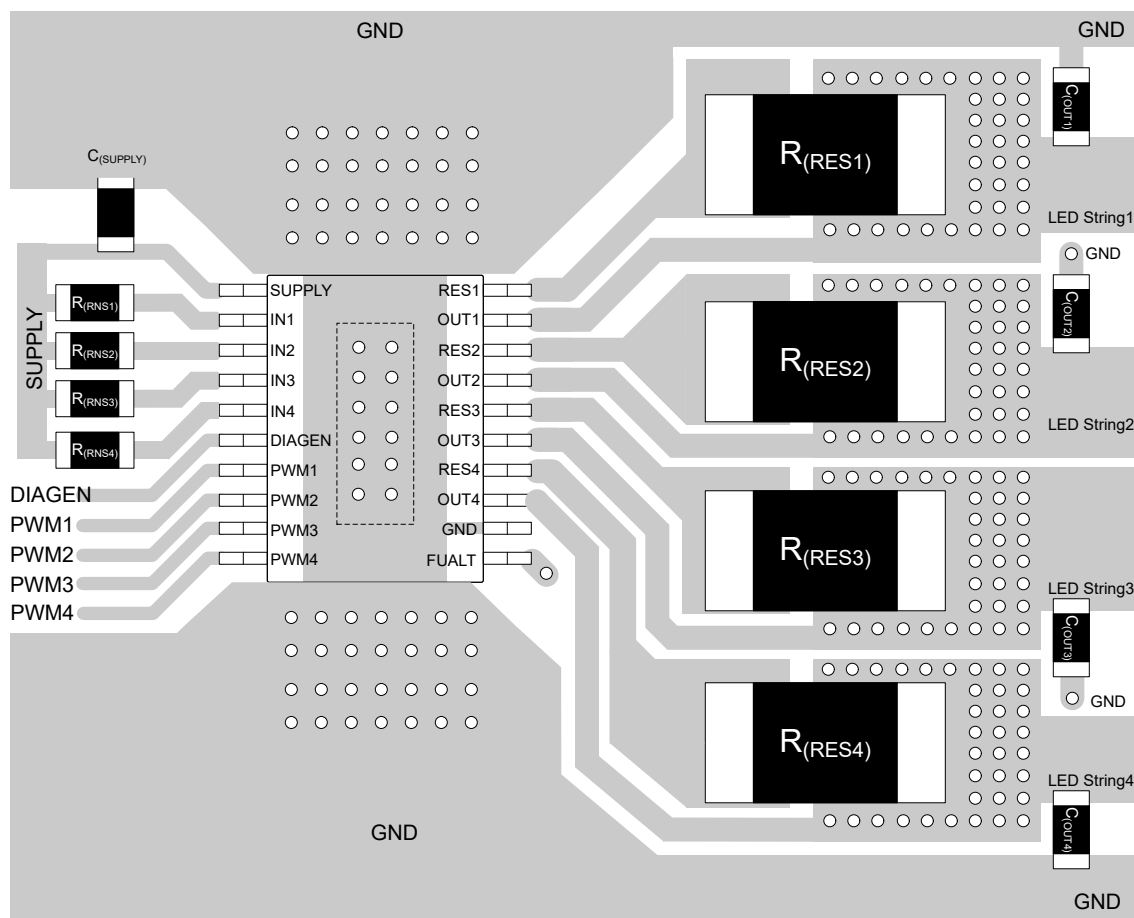 GND
GND
C(SUPPLY)
C(OUT1)
R(RES1)
LED String1
GND
SUPPLY
R(RNS1)
R(RNS2)
R(RNS3)
R(RNS4)
SUPPLY
IN1
IN2
IN3
IN4
DIAGEN
PWM1
PWM2
PWM3
PWM4
RES1
OUT1
RES2
OUT2
RES3
OUT3
RES4
OUT4
GND
FUALT
C(OUT2)
R(RES2)
LED String2
DIAGEN
PWM1
PWM2
PWM3
PWM4
R(RES3)
LED String3
C(OUT3)
GND
R(RES4)
LED String4
C(OUT4)
GND
GND